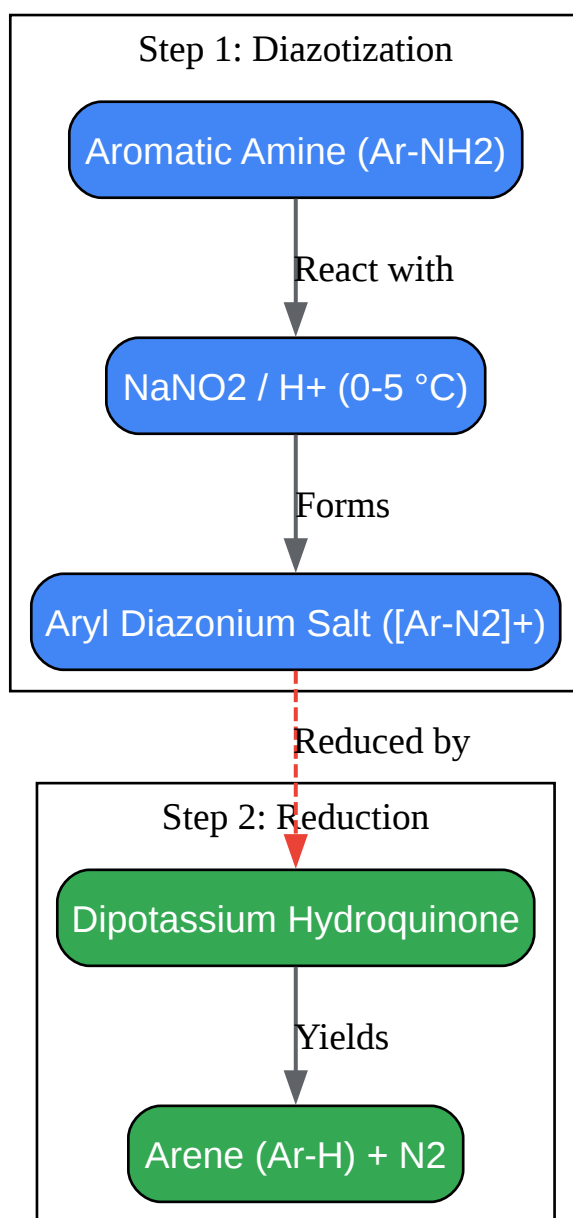 Step 1: Diazotization
Aromatic Amine (Ar-NH2)
React with
NaNO2 / H+ (0-5 °C)
Forms
Aryl Diazonium Salt ([Ar-N2]+)
Reduced by
Step 2: Reduction
Dipotassium Hydroquinone
Yields
Arene (Ar-H) + N2